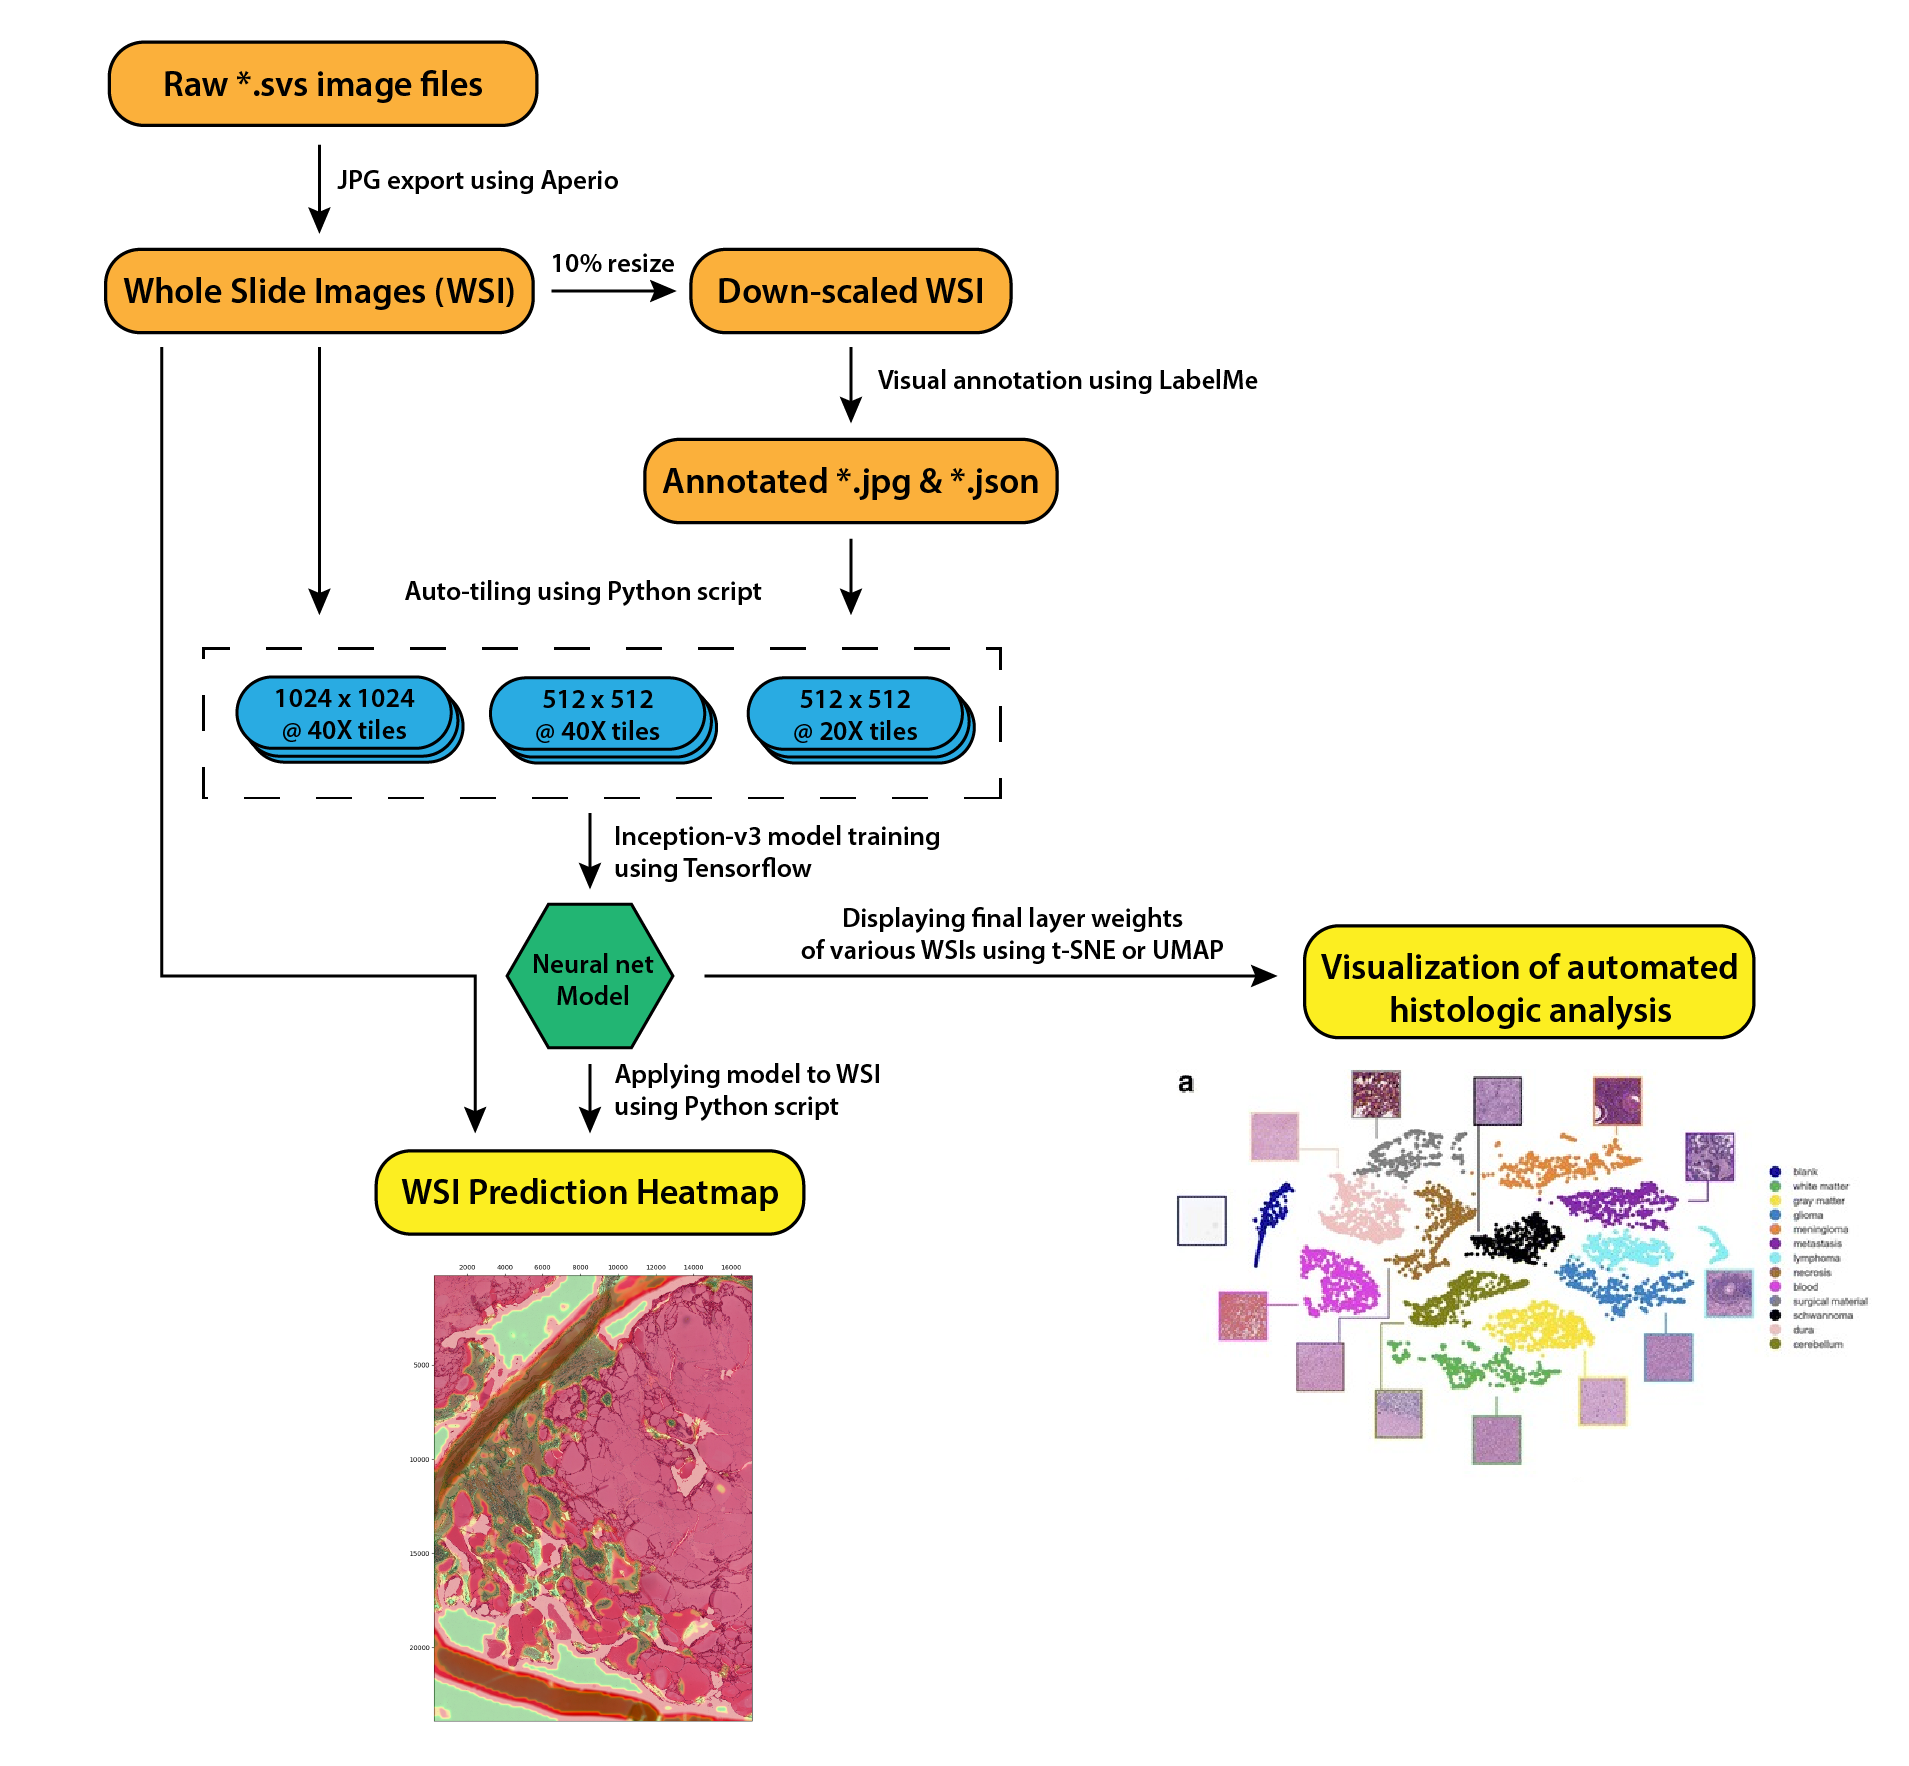 Raw *.svs image files
JPG export using Aperio
Whole Slide Images (WSI)
10% resize
Down-scaled WSI
Visual annotation using LabelMe
Annotated *.jpg & *.json
Auto-tiling using Python script
1024 x 1024
@ 40X tiles
512 x 512
@ 40X tiles
512 x 512
@ 20X tiles
Inception-v3 model training
using Tensorflow
Neural net
Model
Displaying final layer weights
of various WSIs using t-SNE or UMAP
Visualization of automated
histologic analysis
Applying model to WSI
using Python script
WSI Prediction Heatmap
2000 4000 6000 8000 10000 12000 14000 16000
5000
10000
15000
20000
a
blank
white matter
gray matter
glioma
meningioma
metastasis
lymphoma
necrosis
blood
surgical material
schwannoma
dura
cerebellum